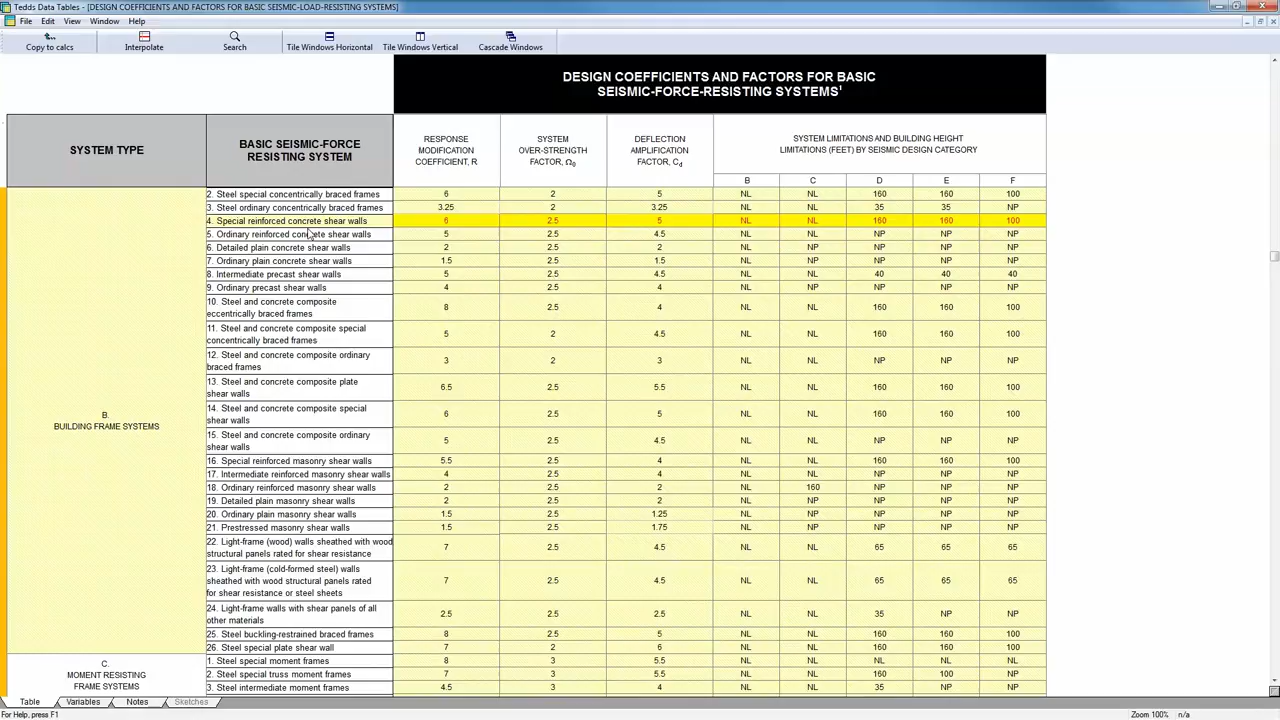 Tedds Data Tables - [DESIGN COEFFICIENTS AND FACTORS FOR BASIC SEISMIC-LOAD-RESISTING SYSTEMS]
File Edit View Window Help
Copy to calcs Interpolate Search Tile Windows Horizontal Tile Windows Vertical Cascade Windows
DESIGN COEFFICIENTS AND FACTORS FOR BASIC
SEISMIC-FORCE-RESISTING SYSTEMS¹
SYSTEM TYPE
BASIC SEISMIC-FORCE
RESISTING SYSTEM
RESPONSE
MODIFICATION
COEFFICIENT, R
SYSTEM
OVER-STRENGTH
FACTOR, Ω₀
DEFLECTION
AMPLIFICATION
FACTOR, Cd
SYSTEM LIMITATIONS AND BUILDING HEIGHT
LIMITATIONS (FEET) BY SEISMIC DESIGN CATEGORY
B C D E F
2. Steel special concentrically braced frames 6 2 5 NL NL 160 160 100
3. Steel ordinary concentrically braced frames 3.25 2 3.25 NL NL 35 35 NP
4. Special reinforced concrete shear walls 6 2.5 5 NL NL 160 160 100
5. Ordinary reinforced concrete shear walls 5 2.5 4.5 NL NL NP NP NP
6. Detailed plain concrete shear walls 2 2.5 2 NL NP NP NP NP
7. Ordinary plain concrete shear walls 1.5 2.5 1.5 NL NP NP NP NP
8. Intermediate precast shear walls 5 2.5 4.5 NL NL 40 40 40
9. Ordinary precast shear walls 4 2.5 4 NL NP NP NP NP
10. Steel and concrete composite
eccentrically braced frames 8 2.5 4 NL NL 160 160 100
11. Steel and concrete composite special
concentrically braced frames 5 2 4.5 NL NL 160 160 100
12. Steel and concrete composite ordinary
braced frames 3 2 3 NL NL NP NP NP
13. Steel and concrete composite plate
shear walls 6.5 2.5 5.5 NL NL 160 160 100
14. Steel and concrete composite special
shear walls 6 2.5 5 NL NL 160 160 100
15. Steel and concrete composite ordinary
shear walls 5 2.5 4.5 NL NL NP NP NP
16. Special reinforced masonry shear walls 5.5 2.5 4 NL NL 160 160 100
17. Intermediate reinforced masonry shear walls 4 2.5 4 NL NL NP NP NP
18. Ordinary reinforced masonry shear walls 2 2.5 2 NL 160 NP NP NP
19. Detailed plain masonry shear walls 2 2.5 2 NL NP NP NP NP
20. Ordinary plain masonry shear walls 1.5 2.5 1.25 NL NP NP NP NP
21. Prestressed masonry shear walls 1.5 2.5 1.75 NL NP NP NP NP
22. Light-frame (wood) walls sheathed with wood
structural panels rated for shear resistance 7 2.5 4.5 NL NL 65 65 65
23. Light-frame (cold-formed steel) walls
sheathed with wood structural panels rated
for shear resistance or steel sheets 7 2.5 4.5 NL NL 65 65 65
24. Light-frame walls with shear panels of all
other materials 2.5 2.5 2.5 NL NL 35 NP NP
25. Steel buckling-restrained braced frames 8 2.5 5 NL NL 160 160 100
26. Steel special plate shear wall 7 2 6 NL NL 160 160 100
B.
BUILDING FRAME SYSTEMS
C.
MOMENT RESISTING
FRAME SYSTEMS
1. Steel special moment frames 8 3 5.5 NL NL NL NL NL
2. Steel special truss moment frames 7 3 5.5 NL NL 160 100 NP
3. Steel intermediate moment frames 4.5 3 4 NL NL 35 NP NP
Table Variables Notes Sketches
For Help, press F1 Zoom 100% n/a